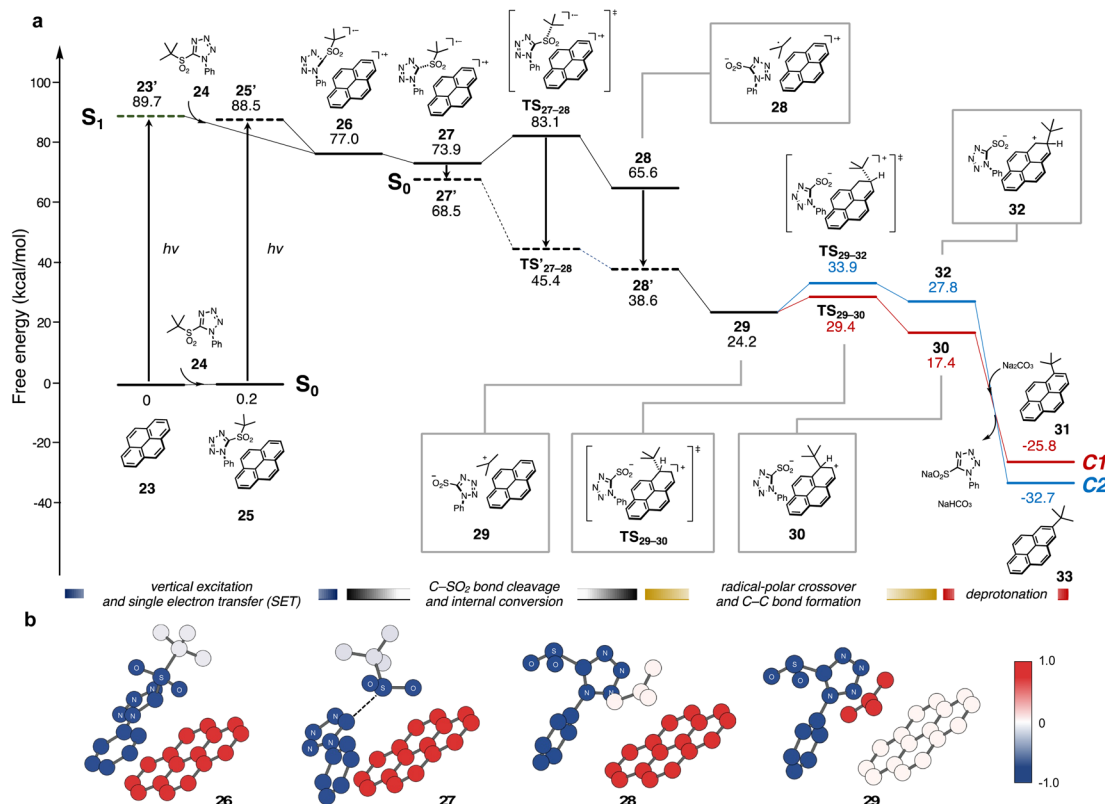 a
Free energy (kcal/mol)
100
80
60
40
20
0
-20
-40
S1
S0
23'
89.7
24
25'
88.5
hν
hν
24
0
0.2
S0
23
25
26
77.0
27
73.9
27'
68.5
TS27–28
83.1
TS'27–28
45.4
28
28
65.6
28'
38.6
29
24.2
TS29–32
33.9
TS29–30
29.4
32
27.8
30
17.4
32
29
TS29–30
30
Na2CO3
31
-25.8
C1
C2
-32.7
NaO2S
N N N N
Ph
NaHCO3
33
vertical excitation
and single electron transfer (SET)
C–SO2 bond cleavage
and internal conversion
radical-polar crossover
and C–C bond formation
deprotonation
b
26
27
28
29
1.0
0
-1.0